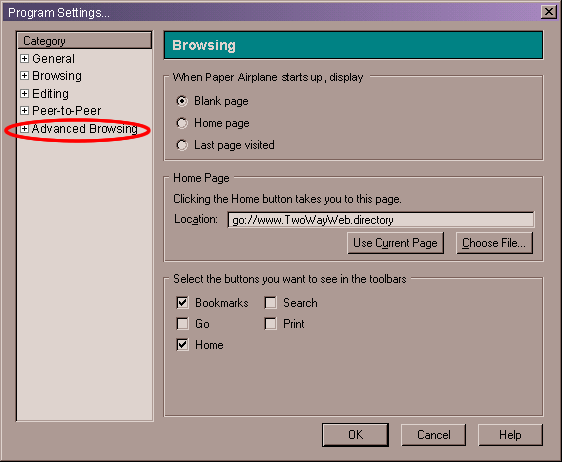 Program Settings...
Category
General
Browsing
Editing
Peer-to-Peer
Advanced Browsing
Browsing
When Paper Airplane starts up, display
Blank page
Home page
Last page visited
Home Page
Clicking the Home button takes you to this page.
Location: go://www.TwoWayWeb.directory
Use Current Page Choose File...
Select the buttons you want to see in the toolbars
Bookmarks Search
Go Print
Home
OK Cancel Help